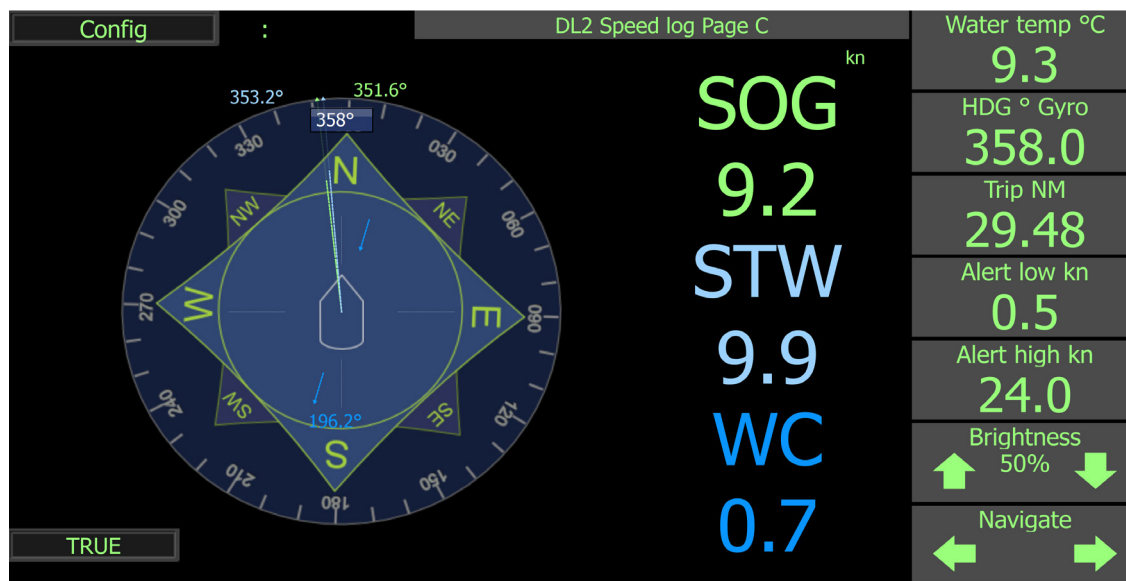 Config
:
DL2 Speed log Page C
353.2°
351.6°
358°
N
030
NE
060
E
090
120
SE
150
S
180
210
SW
240
W
270
300
NW
330
196.2°
TRUE
kn
SOG
9.2
STW
9.9
WC
0.7
Water temp °C
9.3
HDG ° Gyro
358.0
Trip NM
29.48
Alert low kn
0.5
Alert high kn
24.0
Brightness
50%
Navigate